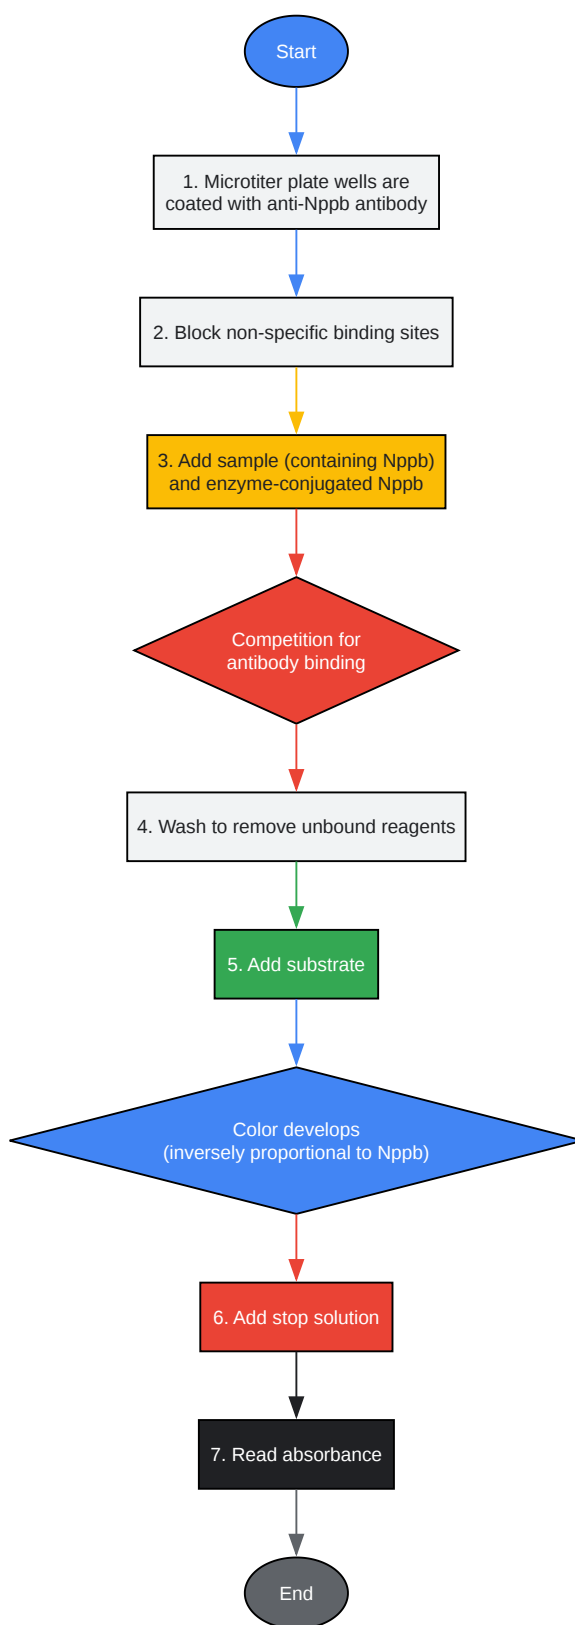 Start
1. Microtiter plate wells are
coated with anti-Nppb antibody
2. Block non-specific binding sites
3. Add sample (containing Nppb)
and enzyme-conjugated Nppb
Competition for
antibody binding
4. Wash to remove unbound reagents
5. Add substrate
Color develops
(inversely proportional to Nppb)
6. Add stop solution
7. Read absorbance
End